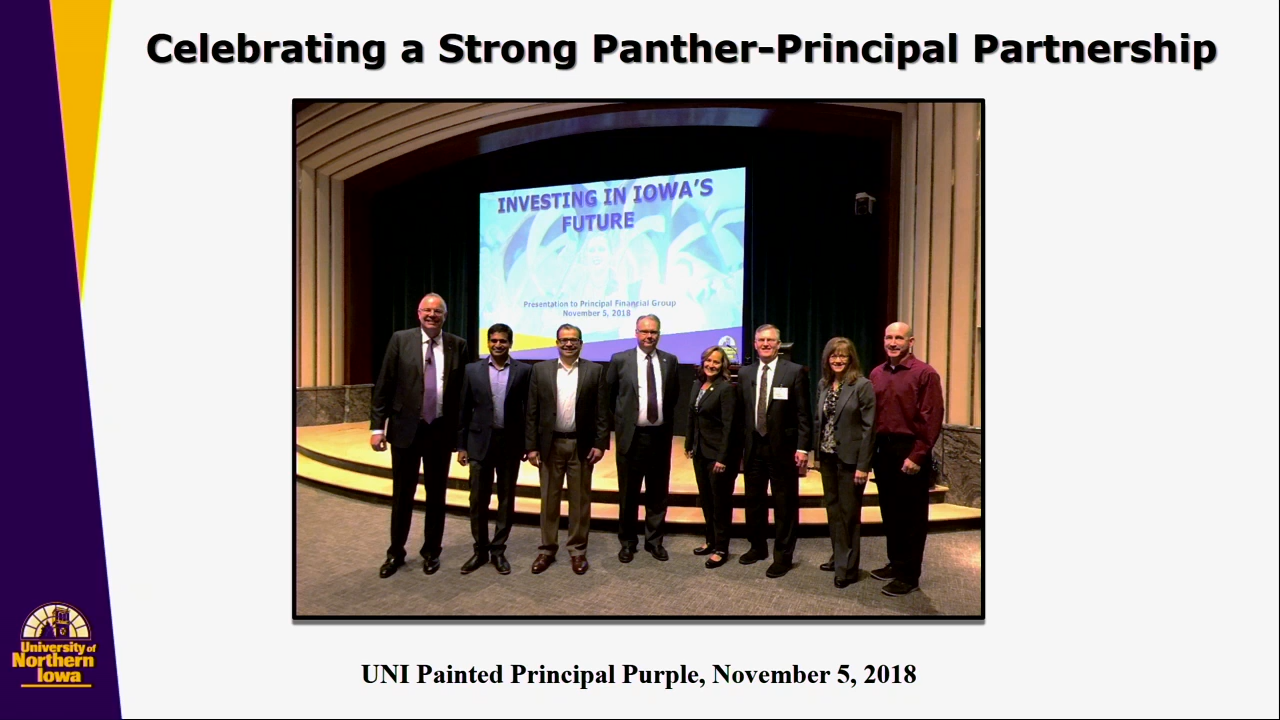 Celebrating a Strong Panther-Principal Partnership
INVESTING IN IOWA'S
FUTURE
Presentation to Principal Financial Group
November 5, 2018
University of
Northern
Iowa
UNI Painted Principal Purple, November 5, 2018